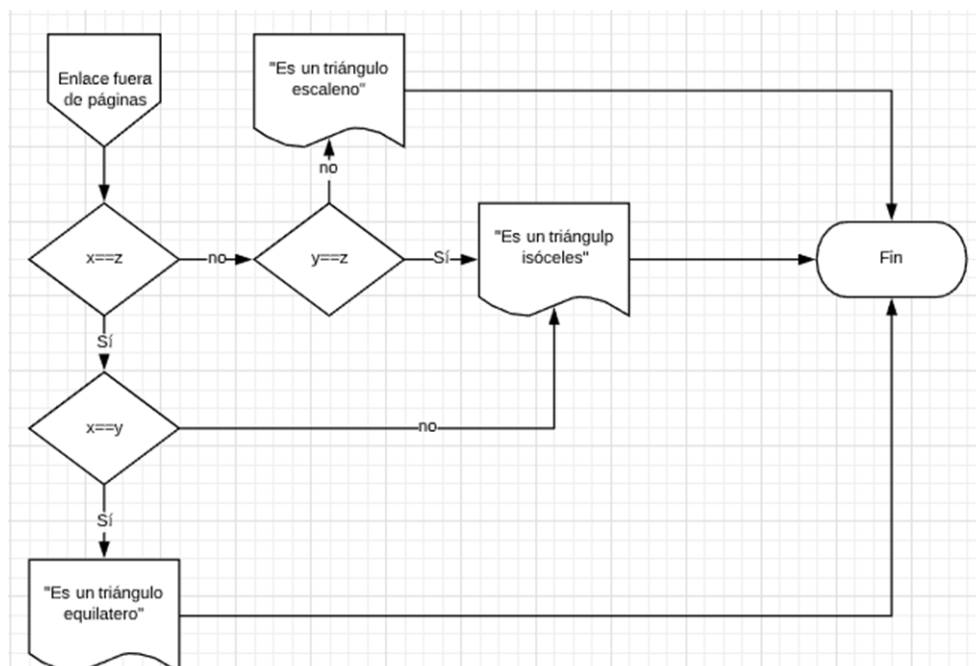 Enlace fuera
de páginas
"Es un triángulo
escaleno"
no
x==z
no
y==z
Sí
"Es un triángulp
isóceles"
Fin
Sí
x==y
no
Sí
"Es un triángulo
equilatero"